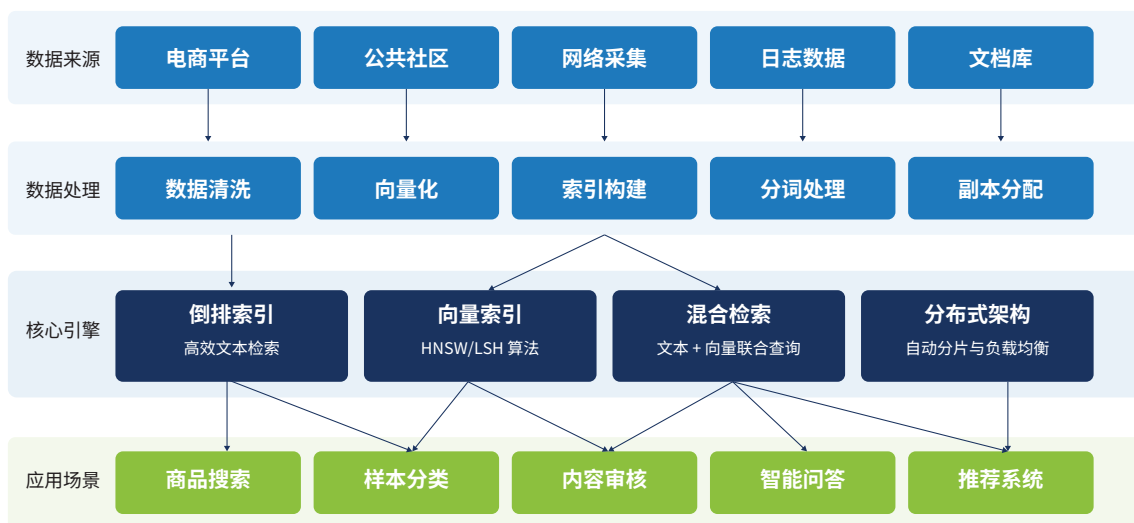 数据来源
电商平台
公共社区
网络采集
日志数据
文档库
数据处理
数据清洗
向量化
索引构建
分词处理
副本分配
核心引擎
倒排索引
高效文本检索
向量索引
HNSW/LSH 算法
混合检索
文本 + 向量联合查询
分布式架构
自动分片与负载均衡
应用场景
商品搜索
样本分类
内容审核
智能问答
推荐系统